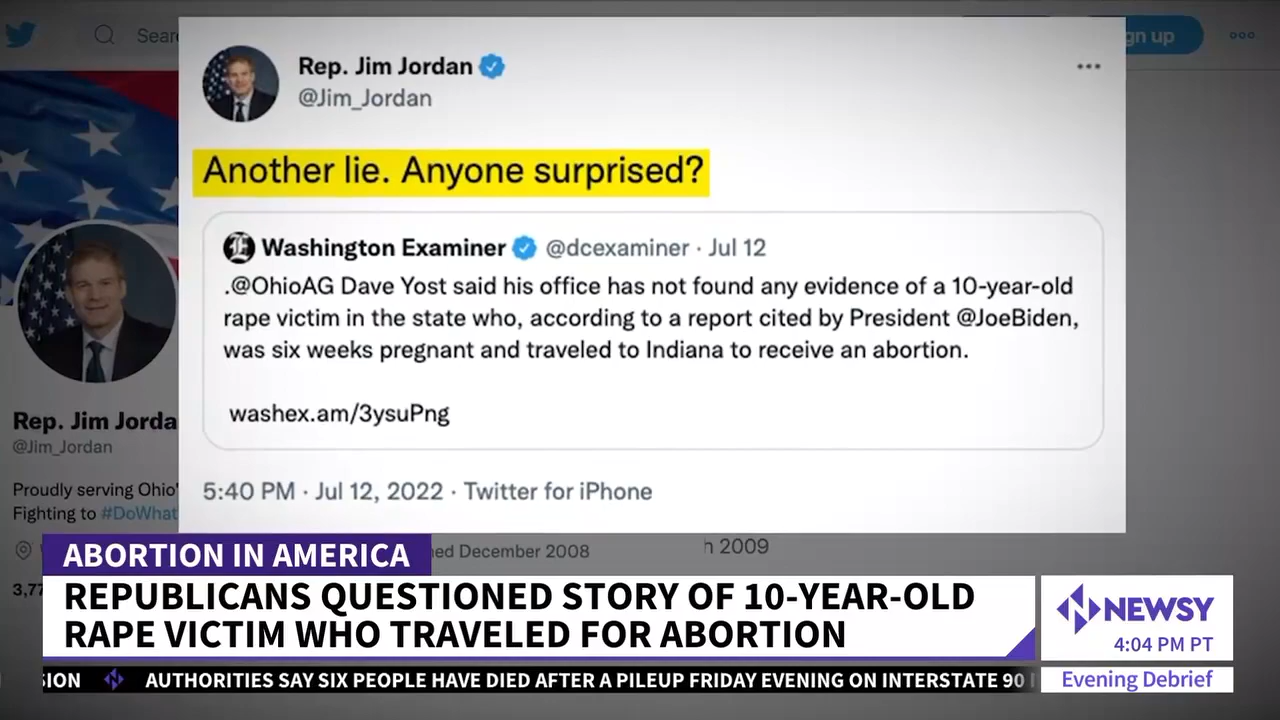 Sear
gn up
Rep. Jim Jordan
@Jim_Jordan
Another lie. Anyone surprised?
Washington Examiner @dcexaminer · Jul 12
.@OhioAG Dave Yost said his office has not found any evidence of a 10-year-old
rape victim in the state who, according to a report cited by President @JoeBiden,
was six weeks pregnant and traveled to Indiana to receive an abortion.
washex.am/3ysuPng
5:40 PM · Jul 12, 2022 · Twitter for iPhone
Rep. Jim Jorda
@Jim_Jordan
Proudly serving Ohio'
Fighting to #DoWhat
ned December 2008
h 2009
3,77
ABORTION IN AMERICA
REPUBLICANS QUESTIONED STORY OF 10-YEAR-OLD
RAPE VICTIM WHO TRAVELED FOR ABORTION
NEWSY
4:04 PM PT
SION AUTHORITIES SAY SIX PEOPLE HAVE DIED AFTER A PILEUP FRIDAY EVENING ON INTERSTATE 90
Evening Debrief